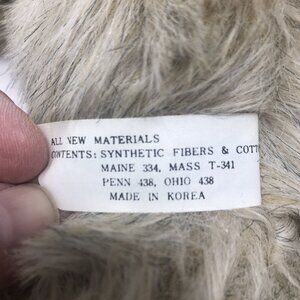 ALL NEW MATERIALS
CONTENTS: SYNTHETIC FIBERS & COTT
MAINE 334, MASS T-341
PENN 438, OHIO 438
MADE IN KOREA